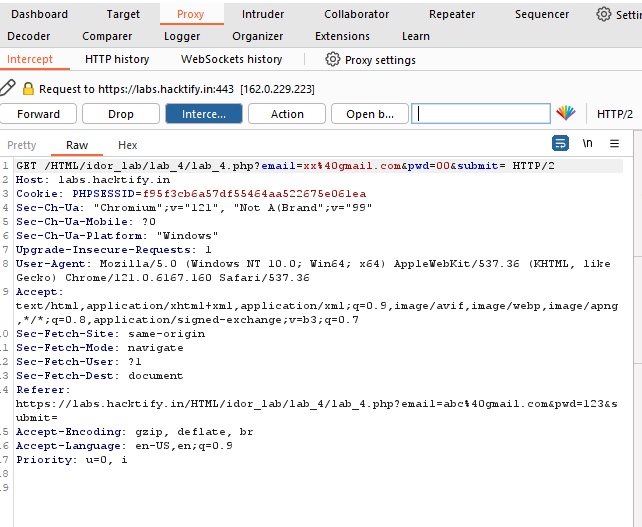 Dashboard Target Proxy Intruder Collaborator Repeater Sequencer Settin
Decoder Comparer Logger Organizer Extensions Learn
Intercept HTTP history WebSockets history Proxy settings
Request to https://labs.hacktify.in:443 [162.0.229.223]
Forward Drop Interce... Action Open b... HTTP/2
Pretty Raw Hex \n
1 GET /HTML/idor_lab/lab_4/lab_4.php?email=xx%40gmail.com&pwd=00&submit= HTTP/2
2 Host: labs.hacktify.in
3 Cookie: PHPSESSID=f95f3cb6a57df55464aa522675e061ea
4 Sec-Ch-Ua: "Chromium";v="121", "Not A(Brand";v="99"
5 Sec-Ch-Ua-Mobile: ?0
6 Sec-Ch-Ua-Platform: "Windows"
7 Upgrade-Insecure-Requests: 1
8 User-Agent: Mozilla/5.0 (Windows NT 10.0; Win64; x64) AppleWebKit/537.36 (KHTML, like
Gecko) Chrome/121.0.6167.160 Safari/537.36
9 Accept:
text/html,application/xhtml+xml,application/xml;q=0.9,image/avif,image/webp,image/apng
,*/*;q=0.8,application/signed-exchange;v=b3;q=0.7
0 Sec-Fetch-Site: same-origin
1 Sec-Fetch-Mode: navigate
2 Sec-Fetch-User: ?1
3 Sec-Fetch-Dest: document
4 Referer:
https://labs.hacktify.in/HTML/idor_lab/lab_4/lab_4.php?email=abc%40gmail.com&pwd=123&s
ubmit=
5 Accept-Encoding: gzip, deflate, br
6 Accept-Language: en-US,en;q=0.9
7 Priority: u=0, i
8
9